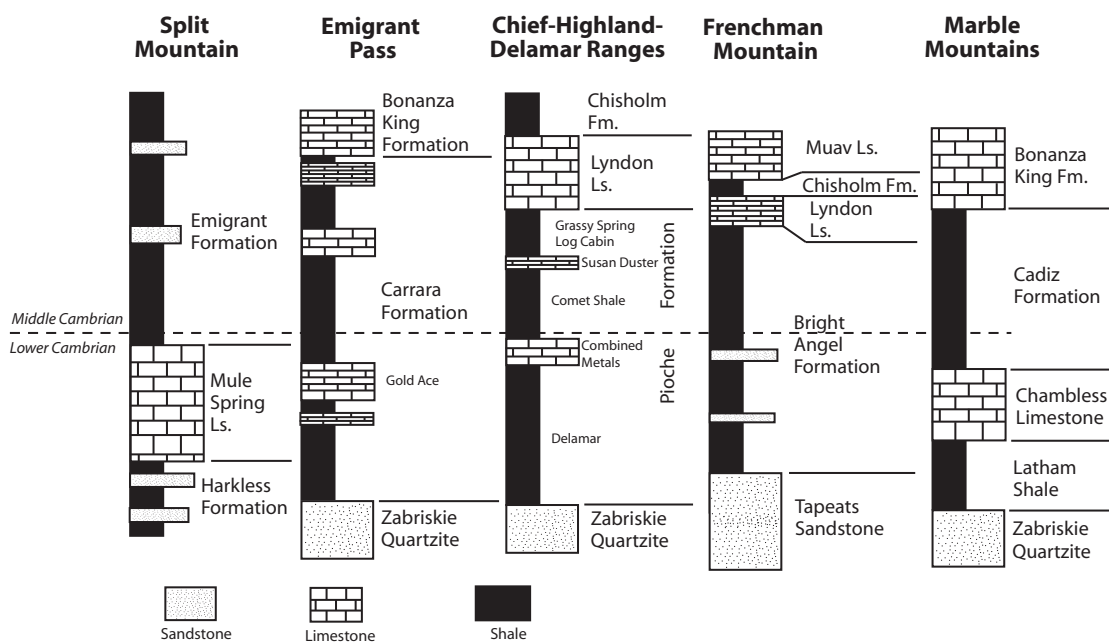 Split
Mountain
Emigrant
Pass
Chief-Highland-
Delamar Ranges
Frenchman
Mountain
Marble
Mountains
Emigrant
Formation
Middle Cambrian
Lower Cambrian
Mule
Spring
Ls.
Harkless
Formation
Bonanza
King
Formation
Carrara
Formation
Gold Ace
Zabriskie
Quartzite
Chisholm
Fm.
Lyndon
Ls.
Grassy Spring
Log Cabin
Susan Duster
Comet Shale
Combined
Metals
Delamar
Pioche
Formation
Zabriskie
Quartzite
Muav Ls.
Chisholm Fm.
Lyndon
Ls.
Bright
Angel
Formation
Tapeats
Sandstone
Bonanza
King Fm.
Cadiz
Formation
Chambless
Limestone
Latham
Shale
Zabriskie
Quartzite
Sandstone
Limestone
Shale